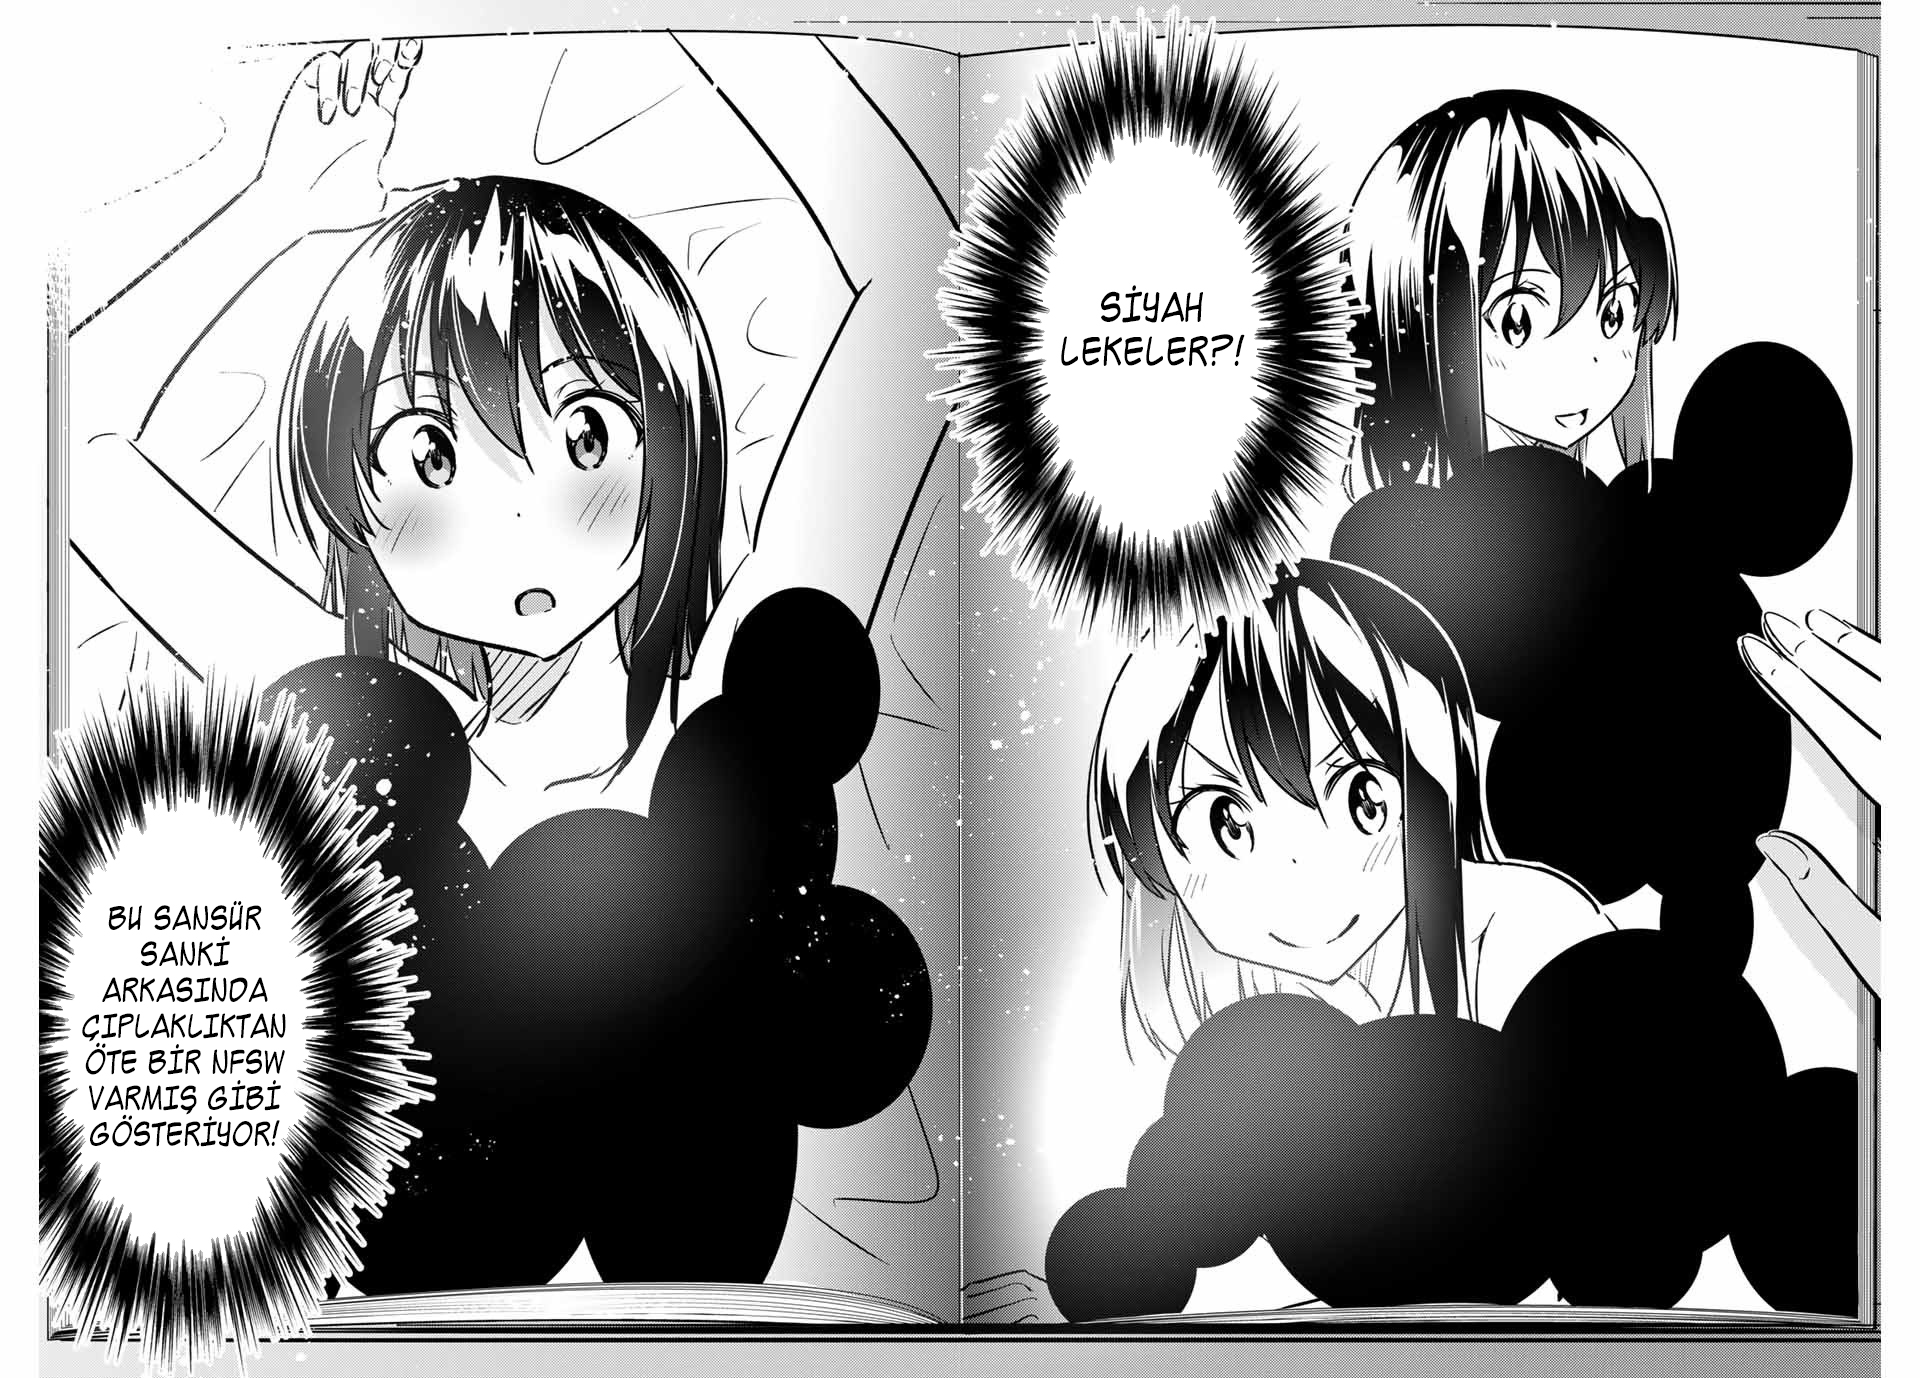 SİYAH
LEKELER?!
BU SANSÜR
SANKİ
ARKASINDA
ÇIPLAKLIKTAN
ÖTE BİR NFSW
VARMIŞ GİBİ
GÖSTERİYOR!